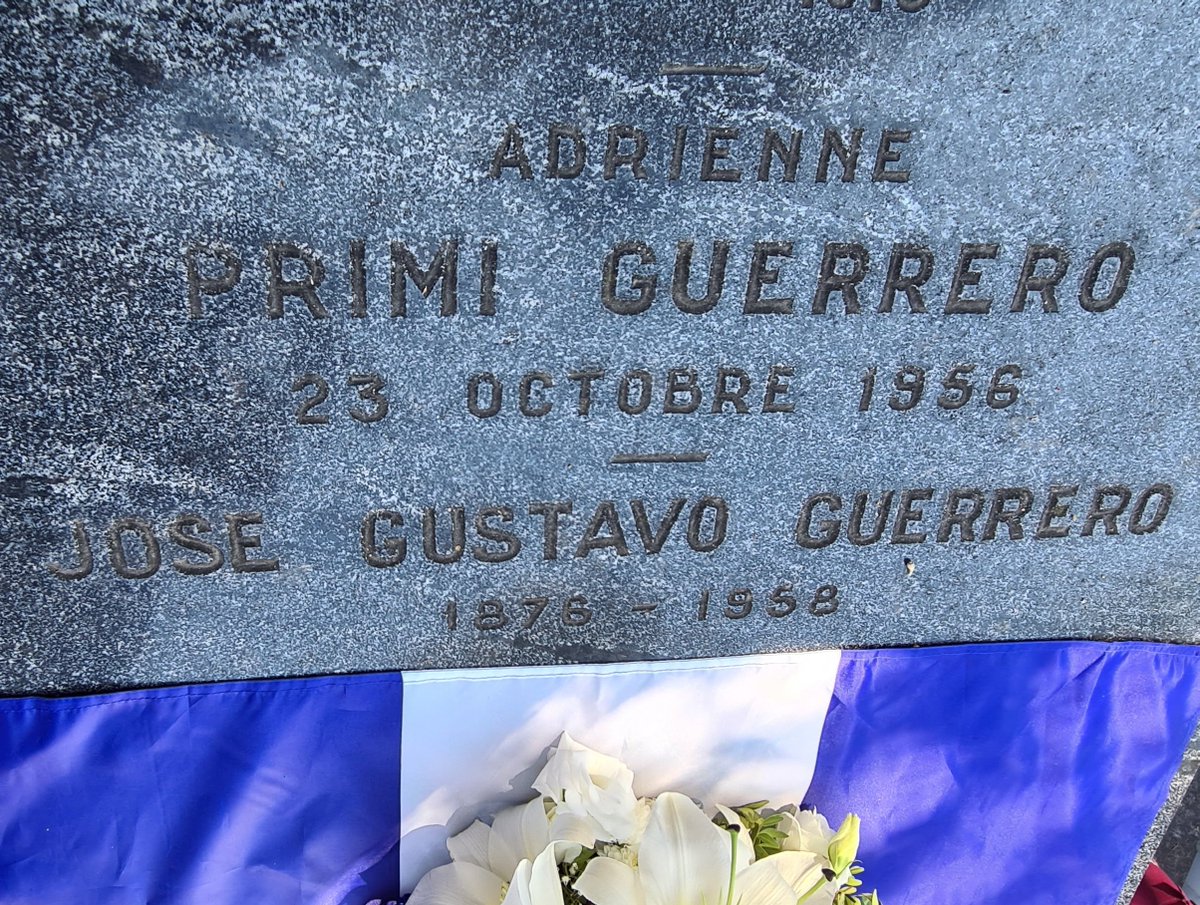 ADRIENNE
PRIMI GUERRERO
23 OCTOBRE 1956
JOSE GUSTAVO GUERRERO
1876 - 1958